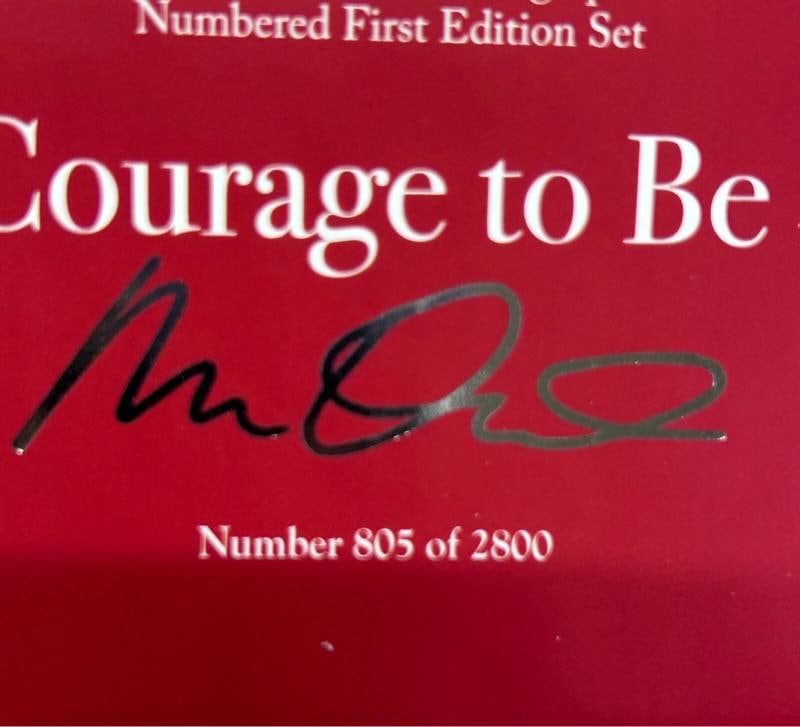 Numbered First Edition Set
Courage to Be
Number 805 of 2800